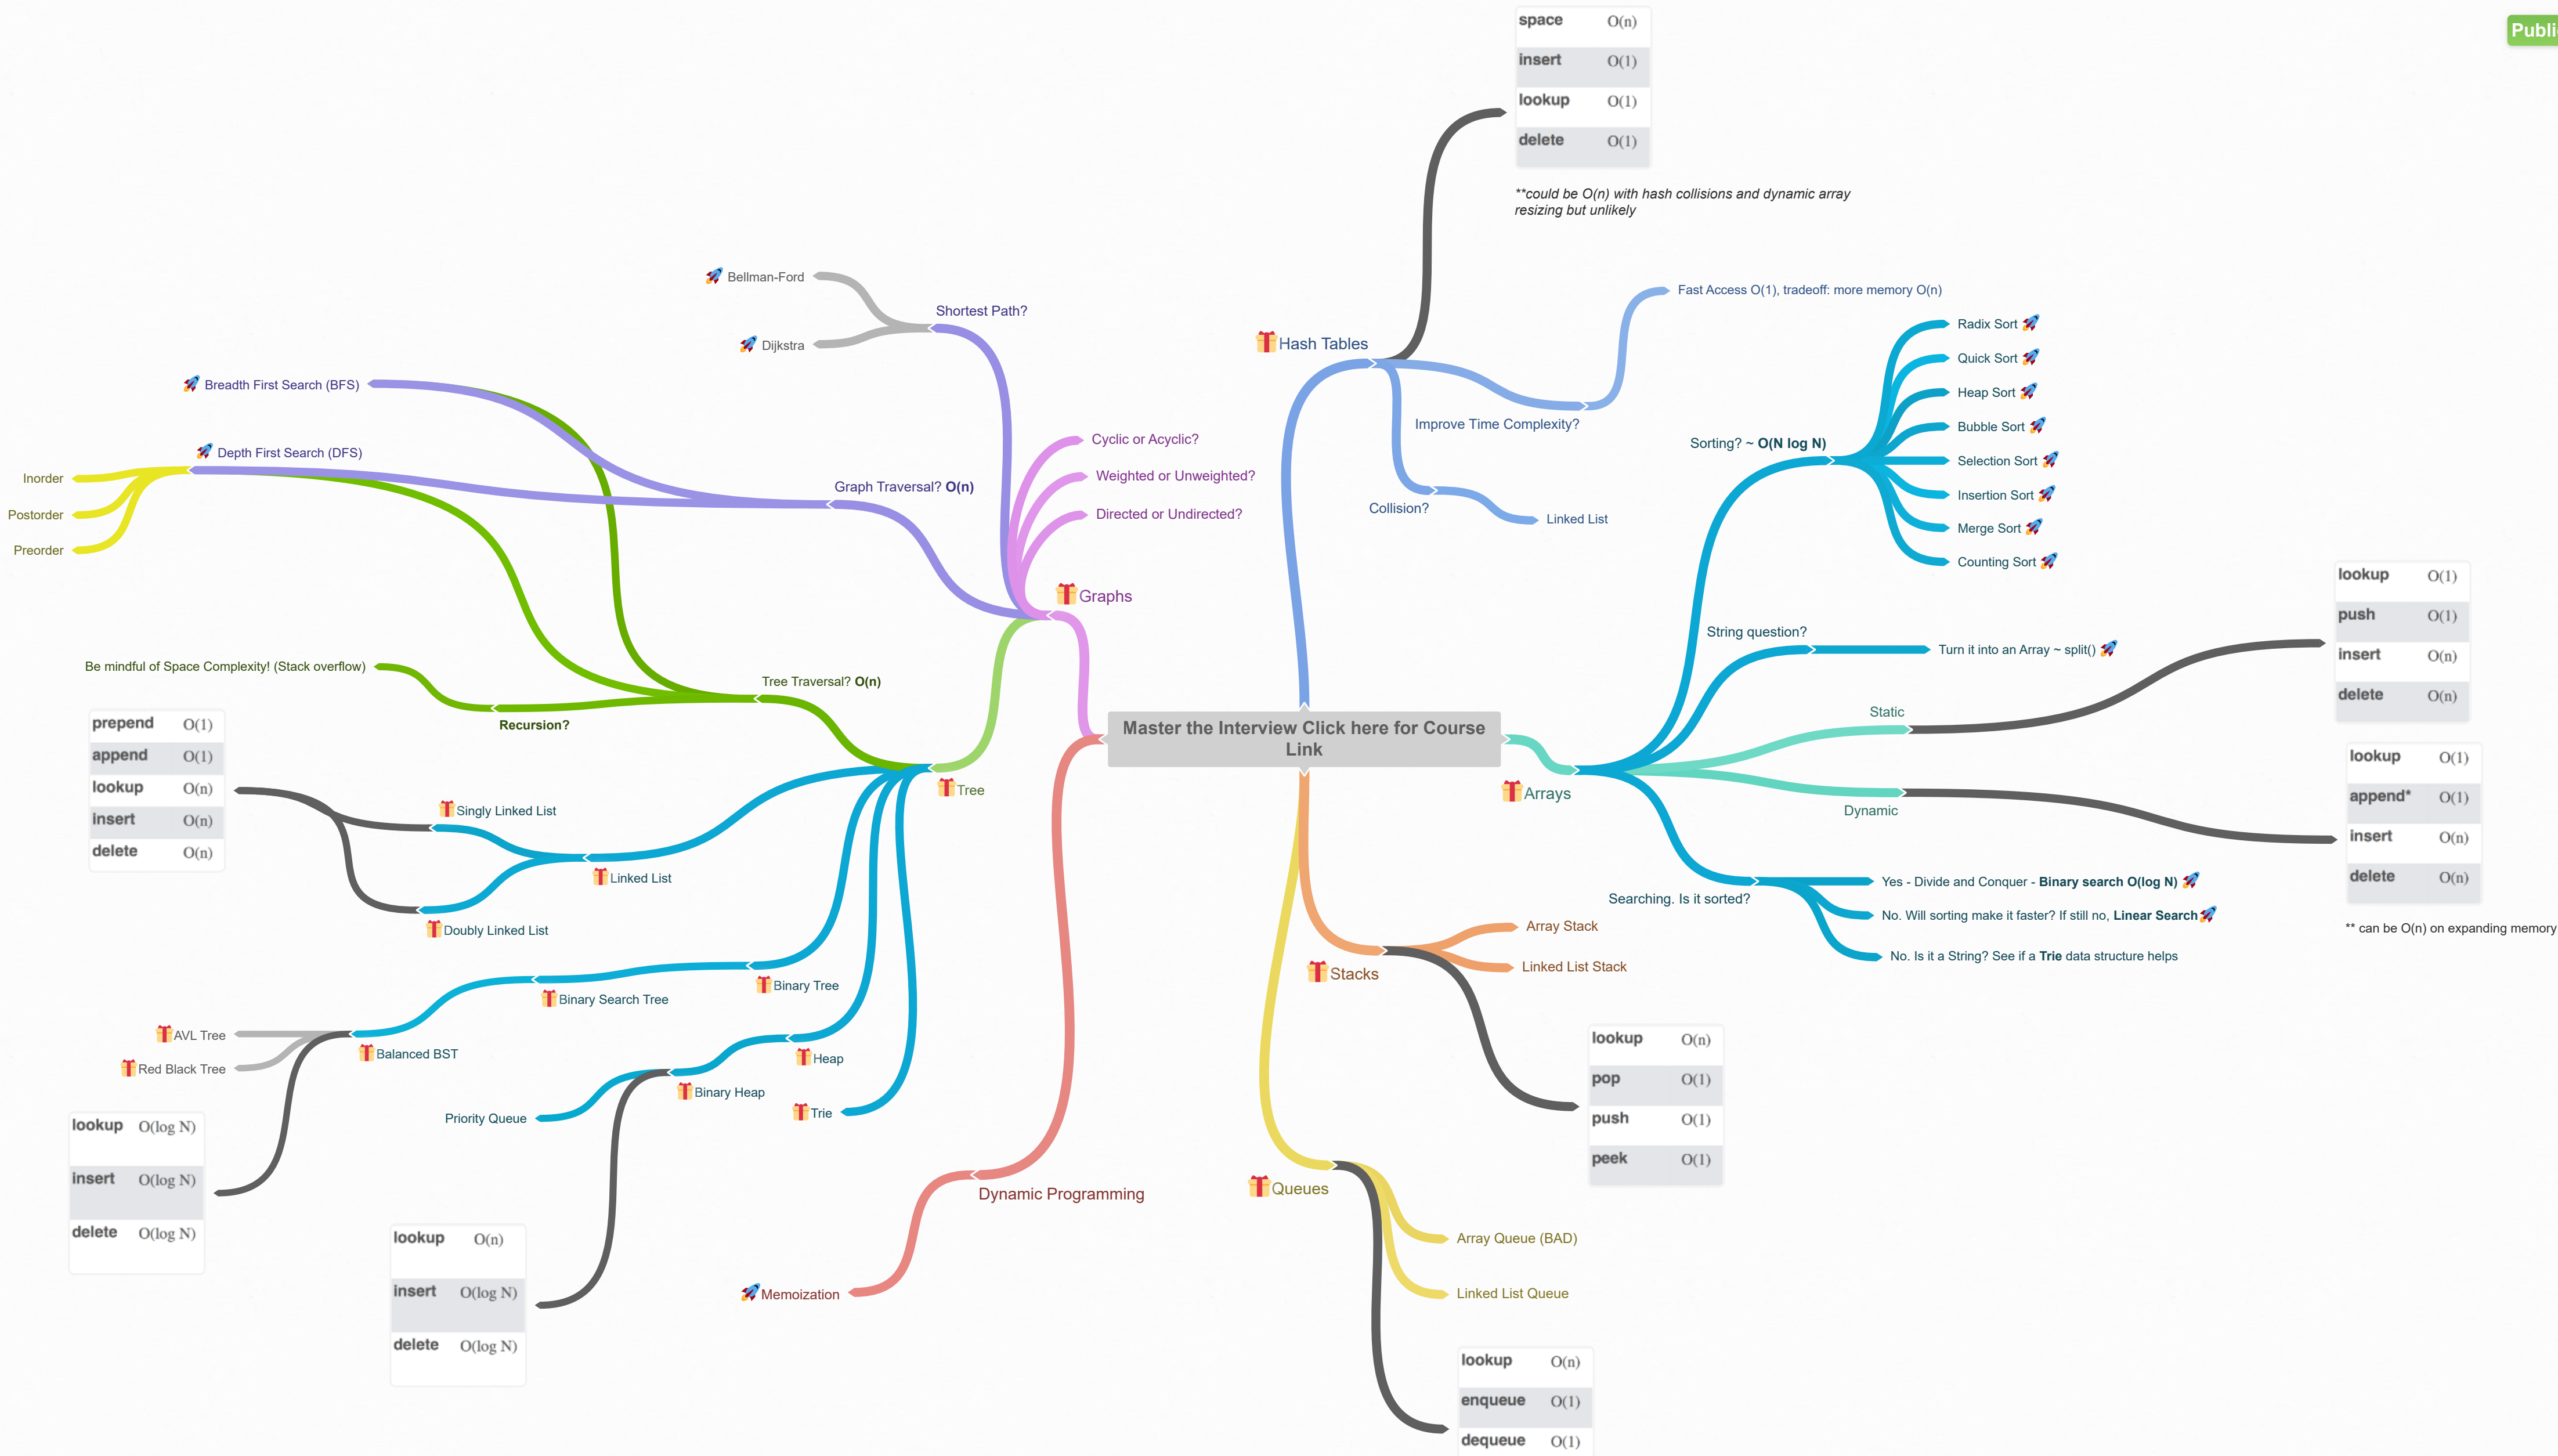 Publi
space O(n)
insert O(1)
lookup O(1)
delete O(1)
**could be O(n) with hash collisions and dynamic array
resizing but unlikely
Hash Tables
Fast Access O(1), tradeoff: more memory O(n)
Improve Time Complexity?
Collision?
Linked List
Bellman-Ford
Dijkstra
Shortest Path?
Breadth First Search (BFS)
Depth First Search (DFS)
Inorder
Postorder
Preorder
Graph Traversal? O(n)
Cyclic or Acyclic?
Weighted or Unweighted?
Directed or Undirected?
Graphs
Sorting? ~ O(N log N)
Radix Sort
Quick Sort
Heap Sort
Bubble Sort
Selection Sort
Insertion Sort
Merge Sort
Counting Sort
String question?
Turn it into an Array ~ split()
Static
lookup O(1)
push O(1)
insert O(n)
delete O(n)
Dynamic
lookup O(1)
append* O(1)
insert O(n)
delete O(n)
** can be O(n) on expanding memory
Master the Interview Click here for Course
Link
Arrays
Searching. Is it sorted?
Yes - Divide and Conquer - Binary search O(log N)
No. Will sorting make it faster? If still no, Linear Search
No. Is it a String? See if a Trie data structure helps
Be mindful of Space Complexity! (Stack overflow)
Tree Traversal? O(n)
Recursion?
Tree
prepend O(1)
append O(1)
lookup O(n)
insert O(n)
delete O(n)
Singly Linked List
Linked List
Doubly Linked List
Binary Tree
Binary Search Tree
Balanced BST
AVL Tree
Red Black Tree
lookup O(log N)
insert O(log N)
delete O(log N)
Heap
Binary Heap
Priority Queue
Trie
lookup O(n)
insert O(log N)
delete O(log N)
Dynamic Programming
Memoization
Stacks
Array Stack
Linked List Stack
lookup O(n)
pop O(1)
push O(1)
peek O(1)
Queues
Array Queue (BAD)
Linked List Queue
lookup O(n)
enqueue O(1)
dequeue O(1)